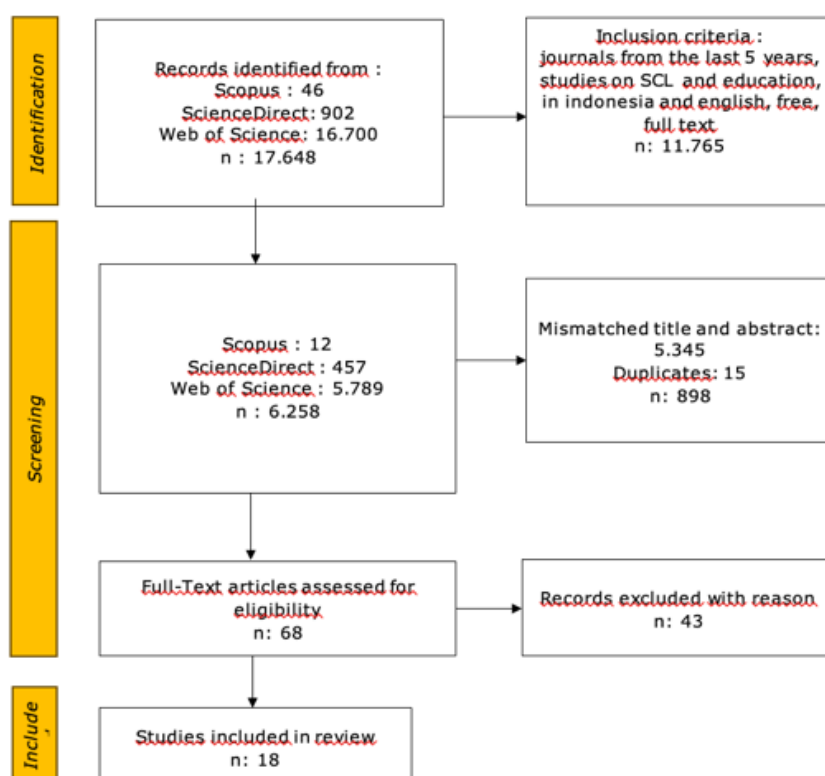 Identification
Records identified from :
Scopus : 46
ScienceDirect: 902
Web of Science: 16.700
n : 17.648
Inclusion criteria :
journals from the last 5 years,
studies on SCL and education,
in indonesia and english, free,
full text
n: 11.765
Screening
Scopus : 12
ScienceDirect : 457
Web of Science : 5.789
n : 6.258
Mismatched title and abstract:
5.345
Duplicates: 15
n: 898
Full-Text articles assessed for
eligibility
n: 68
Records excluded with reason
n: 43
Include
Studies included in review
n: 18